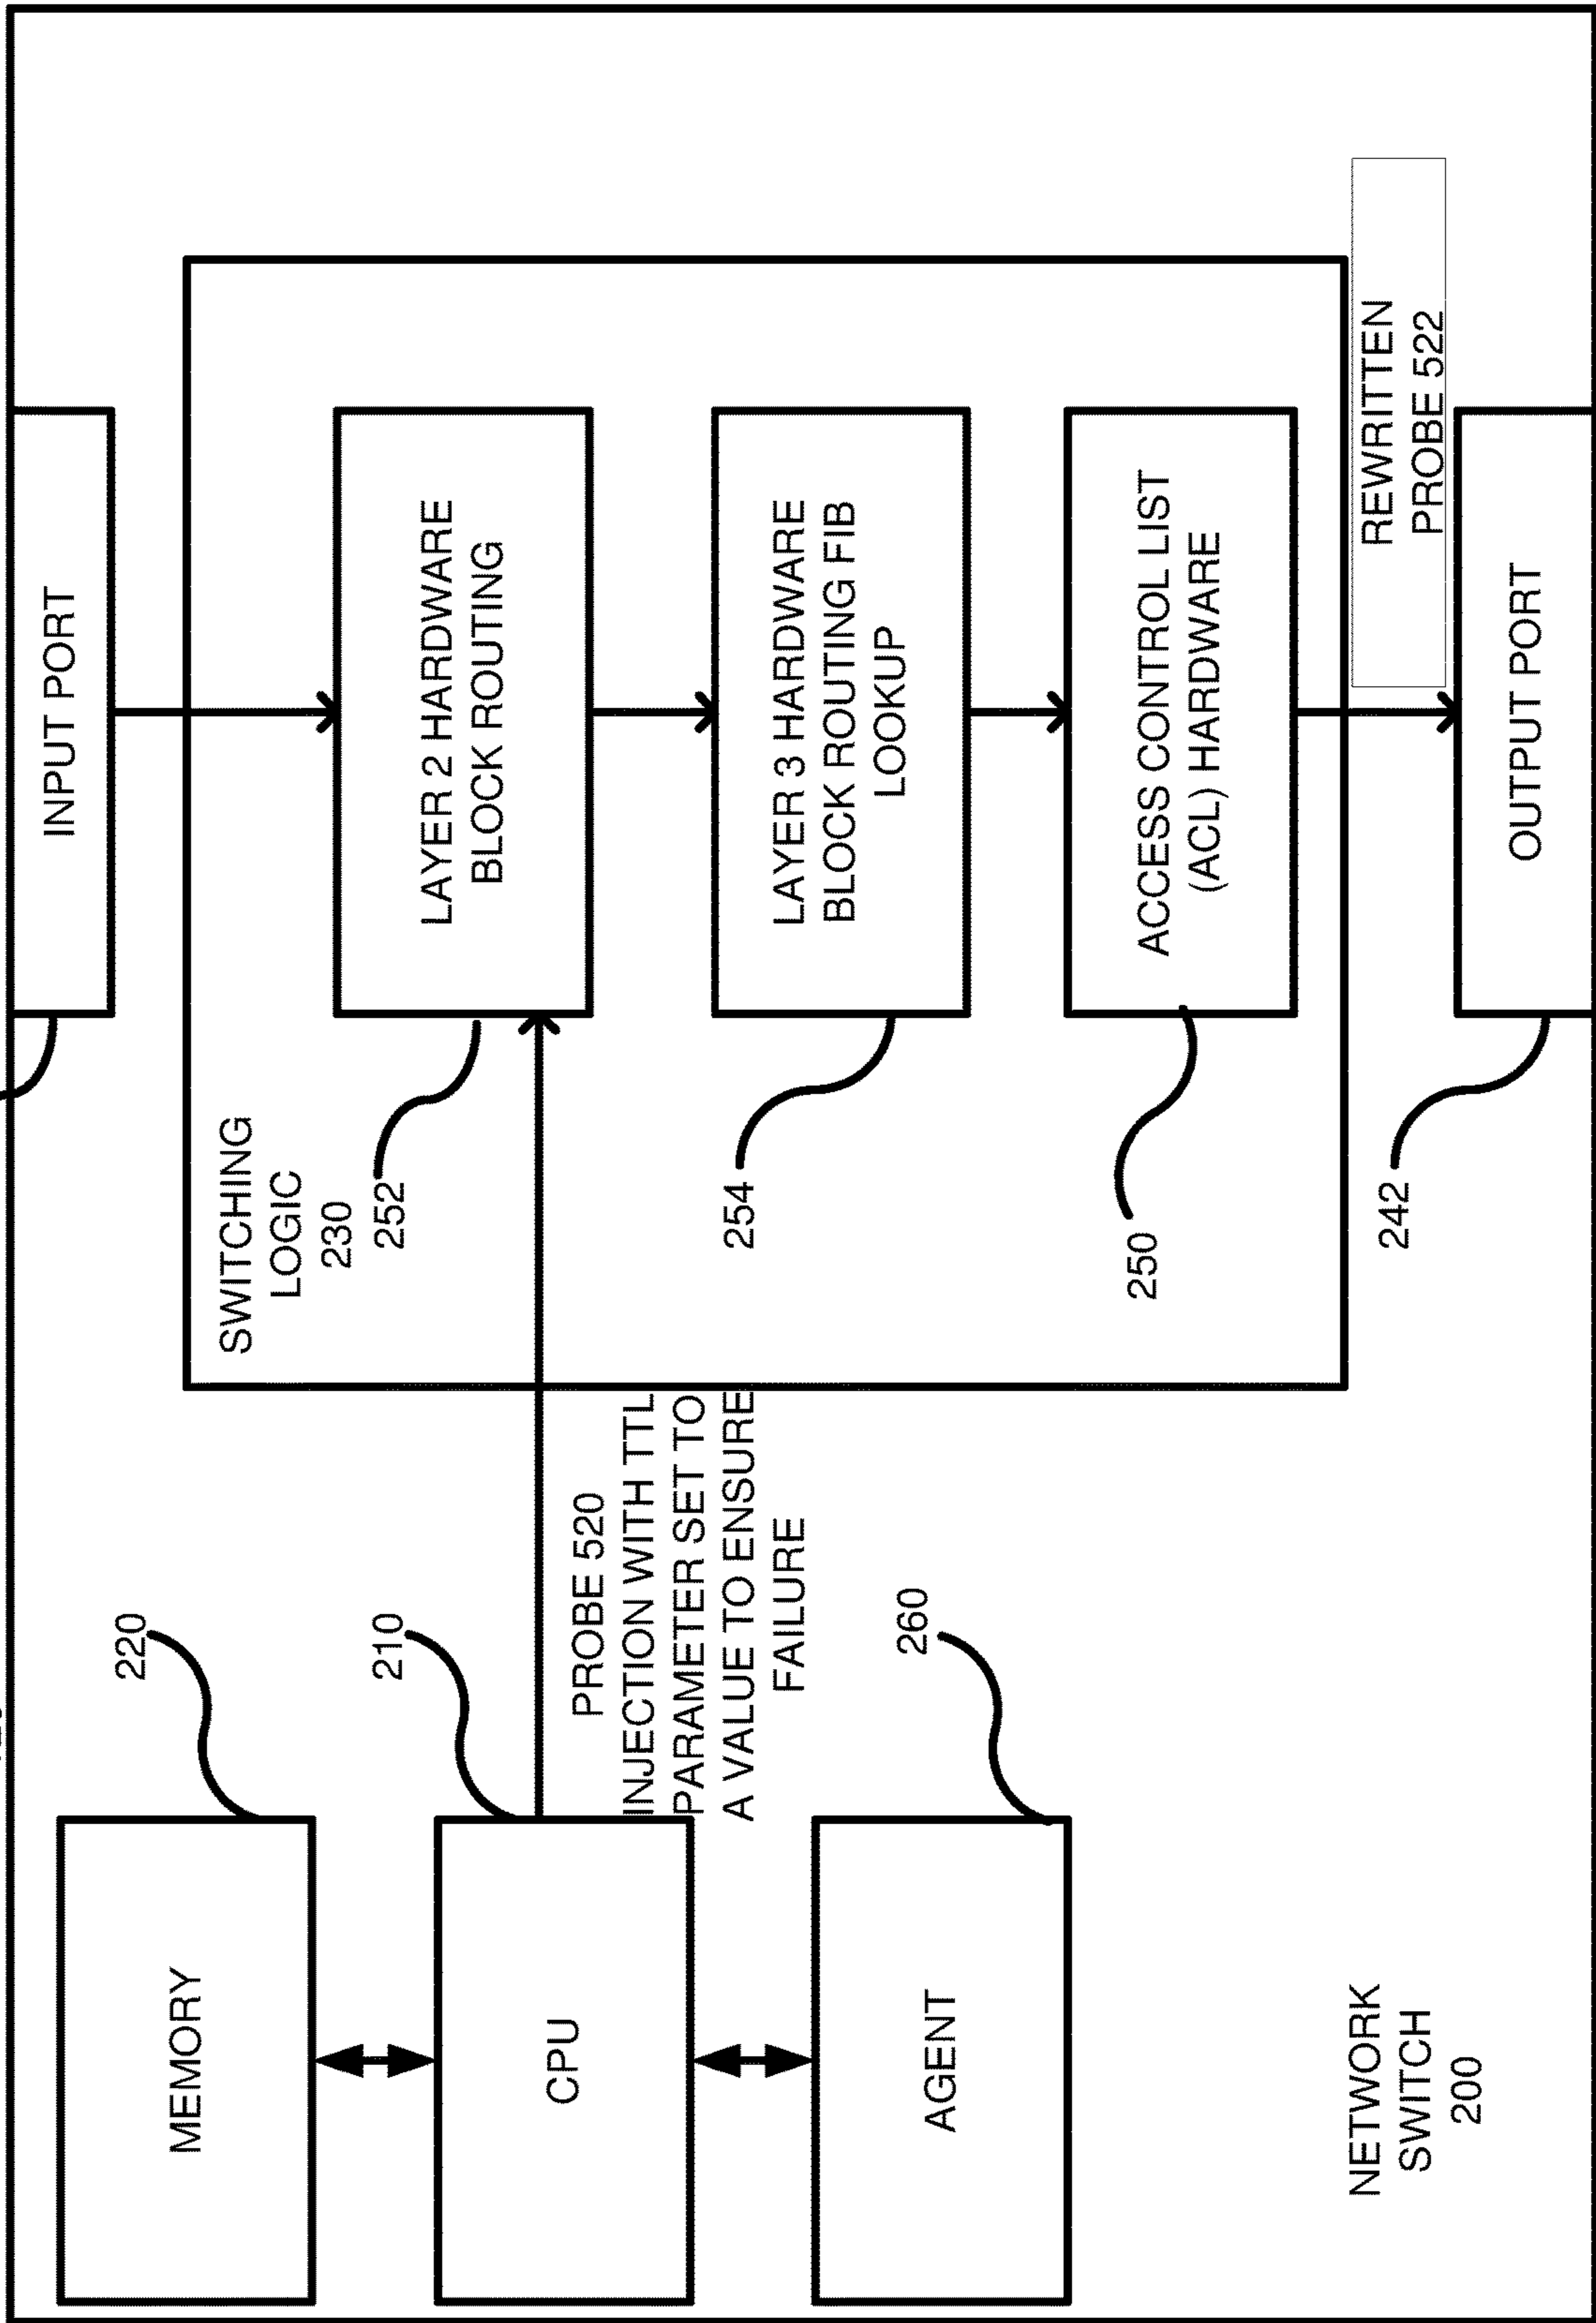 INPUT PORT
SWITCHING
LOGIC
230
252
LAYER 2 HARDWARE
BLOCK ROUTING
254
LAYER 3 HARDWARE
BLOCK ROUTING FIB
LOOKUP
250
ACCESS CONTROL LIST
(ACL) HARDWARE
REWRITTEN
PROBE 522
242
OUTPUT PORT
220
MEMORY
210
CPU
PROBE 520
INJECTION WITH TTL
PARAMETER SET TO
A VALUE TO ENSURE
FAILURE
260
AGENT
NETWORK
SWITCH
200